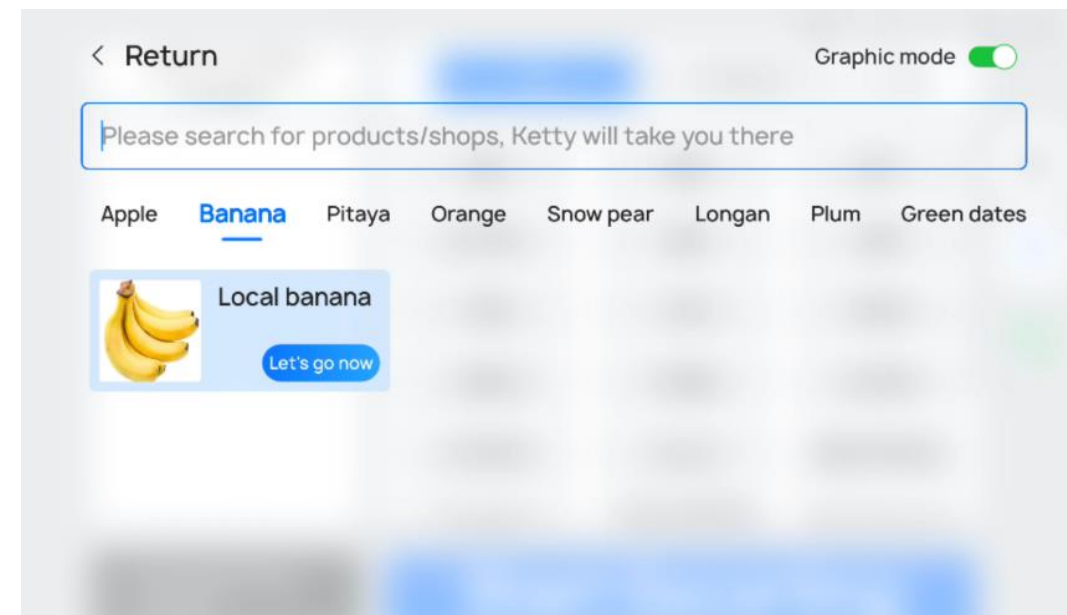 Return
Graphic mode
Please search for products/shops, Ketty will take you there
Apple Banana Pitaya Orange Snow pear Longan Plum Green dates
Local banana
Let's go now